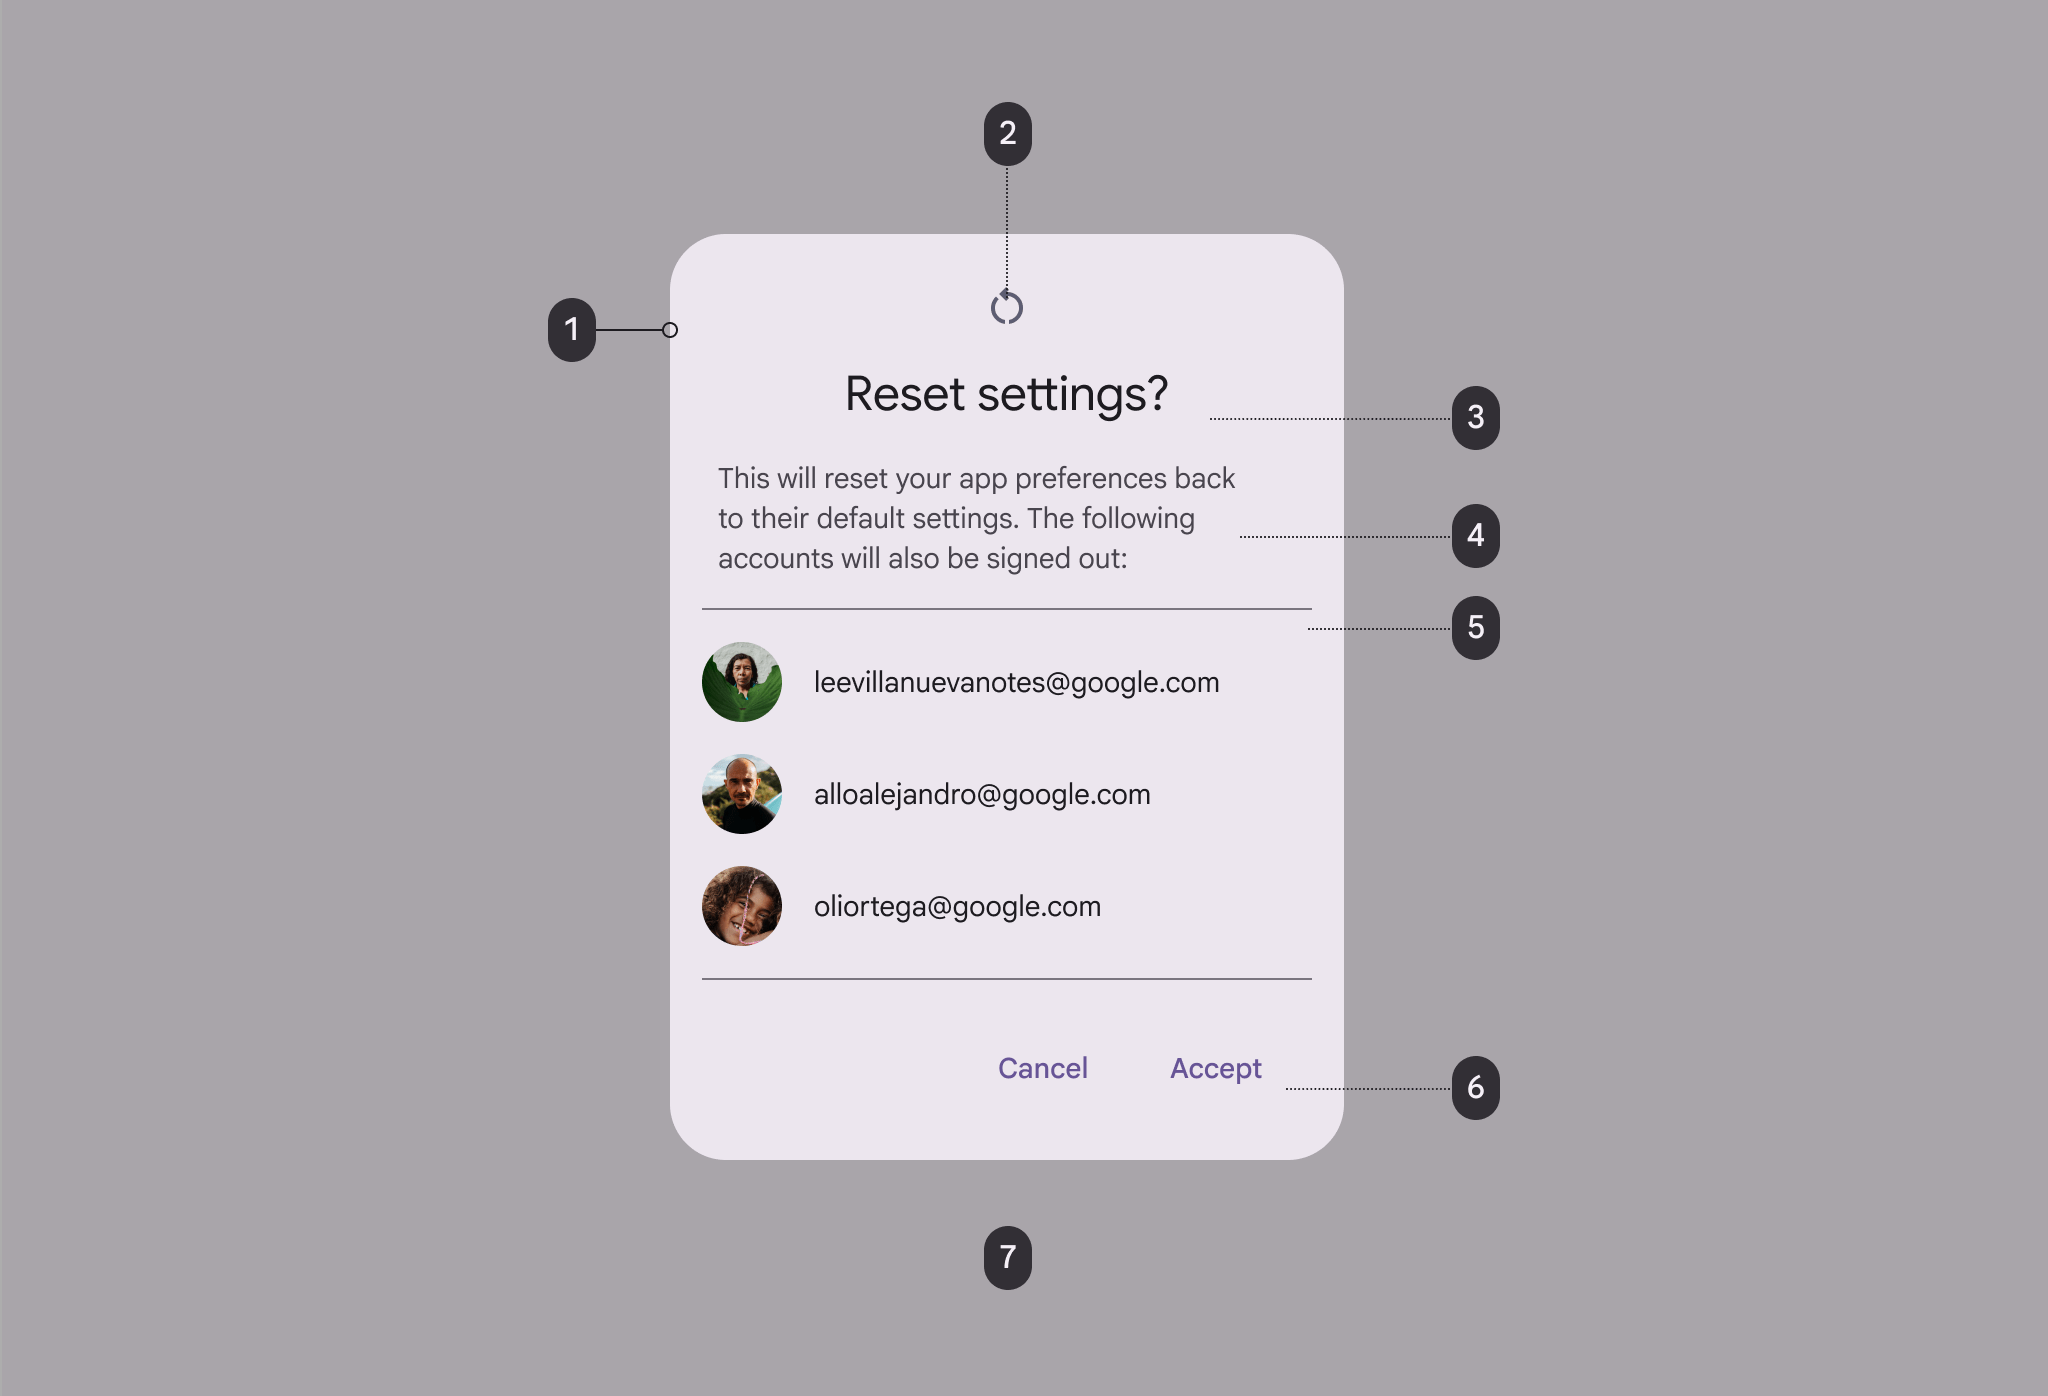 2
1
Reset settings?
3
This will reset your app preferences back
to their default settings. The following
4
accounts will also be signed out:
5
leevillanuevanotes@google.com
alloalejandro@google.com
oliortega@google.com
Cancel Accept
6
7